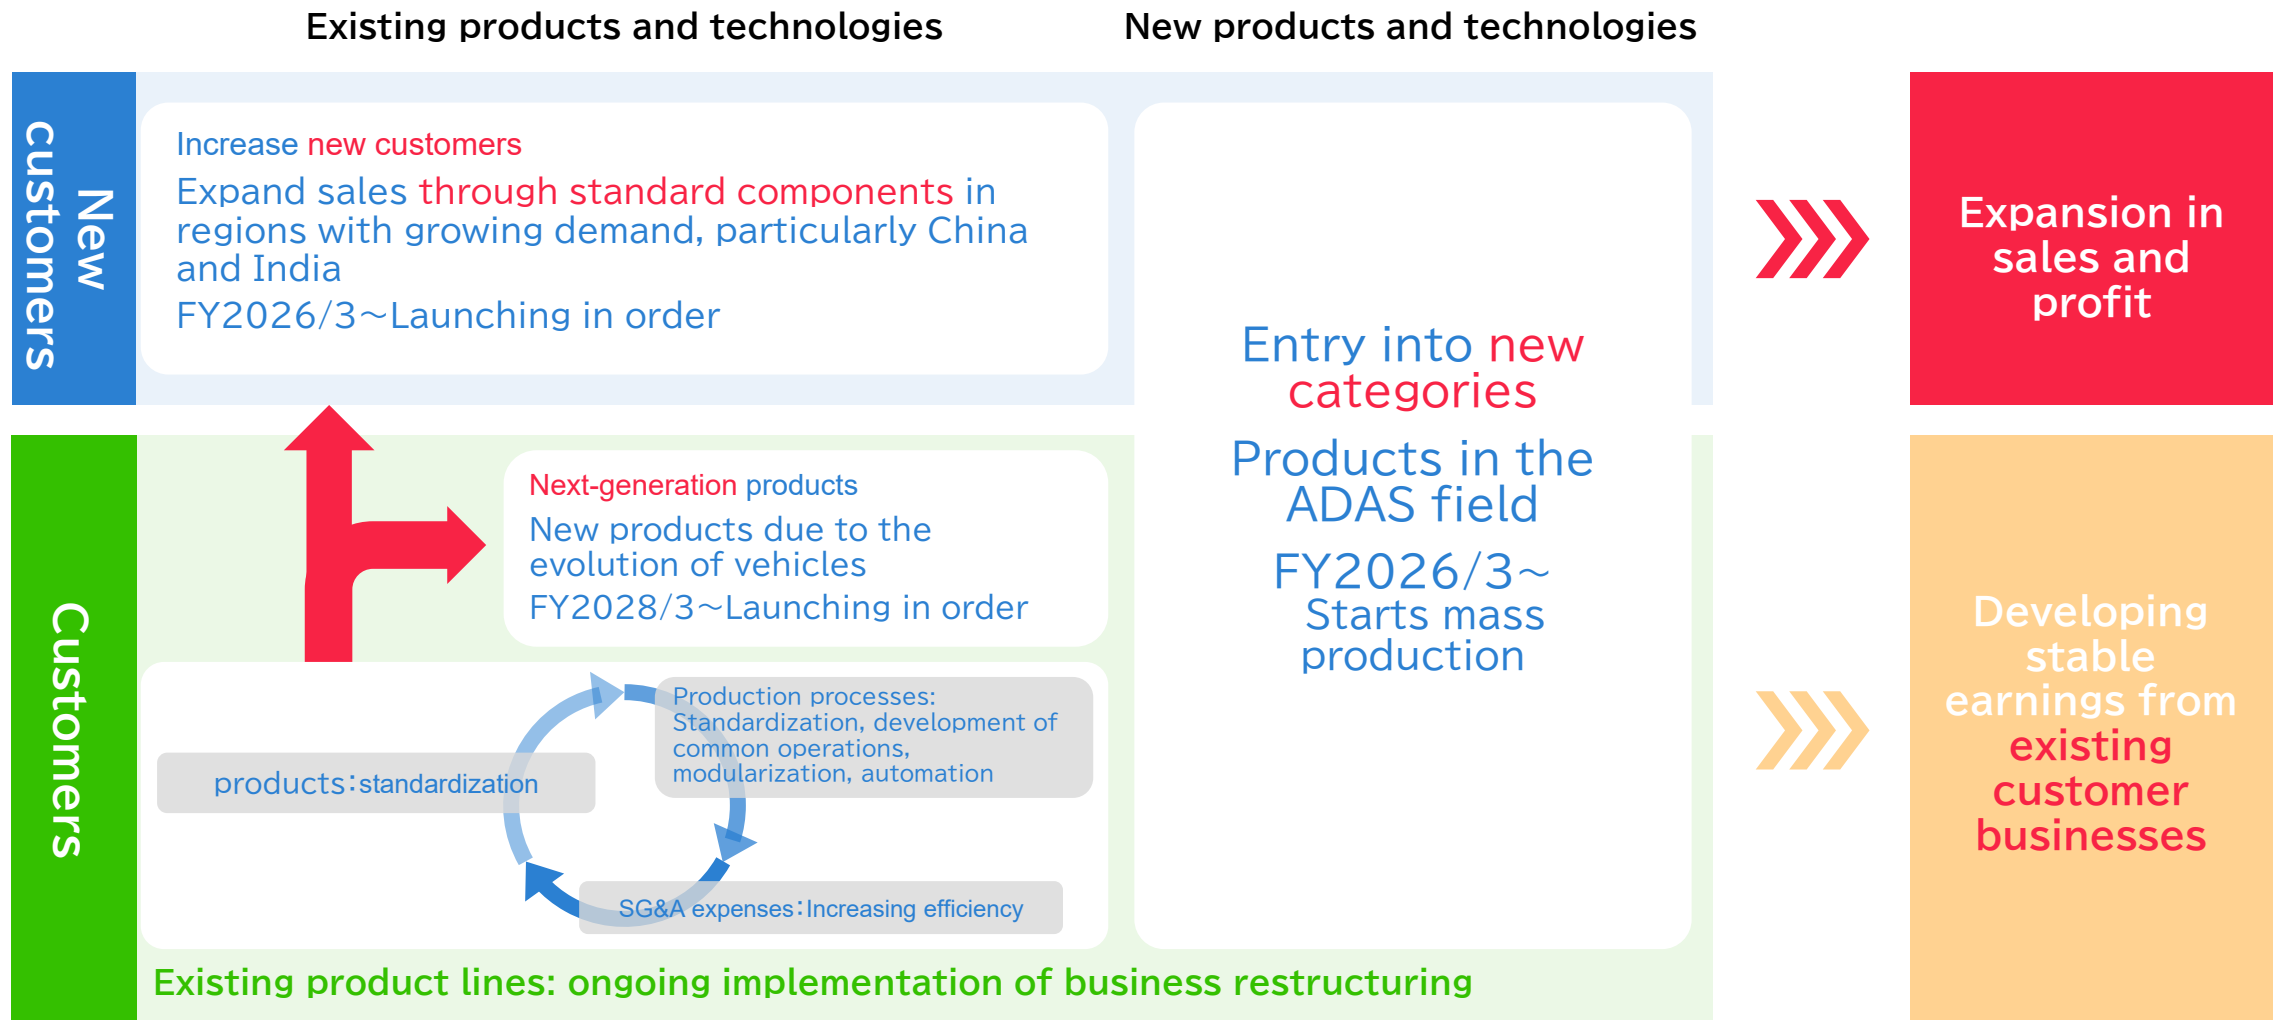 Existing products and technologies
New products and technologies
New
customers
Increase new customers
Expand sales through standard components in
regions with growing demand, particularly China
and India
FY2026/3～Launching in order
Entry into new
categories
Products in the
ADAS field
FY2026/3～
Starts mass
production
Expansion in
sales and
profit
Customers
Next-generation products
New products due to the
evolution of vehicles
FY2028/3～Launching in order
products：standardization
Production processes:
Standardization, development of
common operations,
modularization, automation
SG&A expenses：Increasing efficiency
Existing product lines: ongoing implementation of business restructuring
Developing
stable
earnings from
existing
customer
businesses